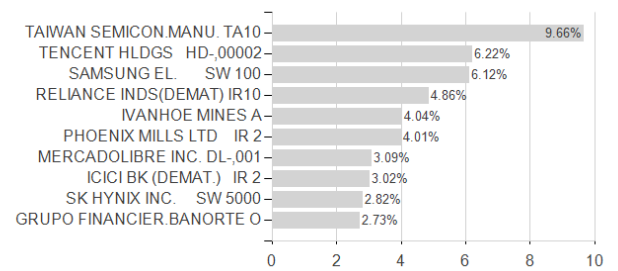 TAIWAN SEMICON.MANU. TA10 9.66%
TENCENT HLDGS HD-,00002 6.22%
SAMSUNG EL. SW 100 6.12%
RELIANCE INDS(DEMAT) IR10 4.86%
IVANHOE MINES A 4.04%
PHOENIX MILLS LTD IR 2 4.01%
MERCADOLIBRE INC. DL-,001 3.09%
ICICI BK (DEMAT.) IR 2 3.02%
SK HYNIX INC. SW 5000 2.82%
GRUPO FINANCIER.BANORTE O 2.73%
0 2 4 6 8 10